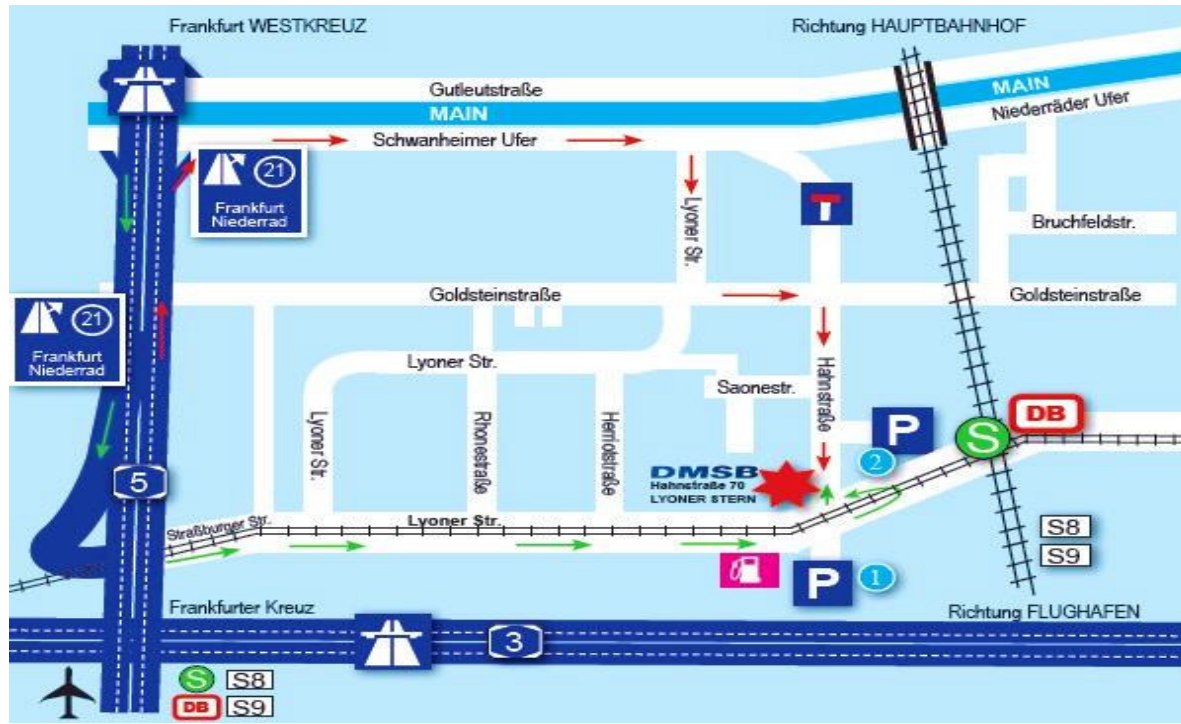 Frankfurt WESTKREUZ
Richtung HAUPTBAHNHOF
Gutleutstraße
MAIN
MAIN
Niederräder Ufer
Schwanheimer Ufer
21
Frankfurt
Niederrad
Lyoner Str.
Bruchfeldstr.
21
Frankfurt
Niederrad
Goldsteinstraße
Goldsteinstraße
Lyoner Str.
Saonestr.
Hahnstraße
Lyoner Str.
Rhonestraße
Herriotstraße
P
2
S
DB
5
DMSB
Hahnstraße 70
LYONER STERN
Straßburger Str.
Lyoner Str.
S8
S9
P
1
Frankfurter Kreuz
Richtung FLUGHAFEN
3
S S8
DB S9